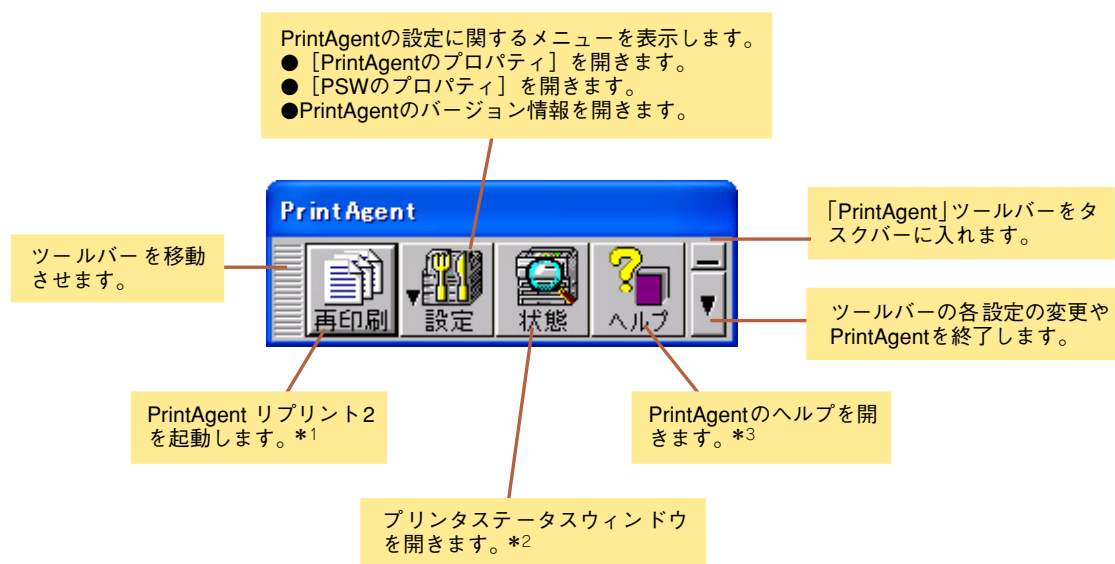 PrintAgentの設定に関するメニューを表示します。
●［PrintAgentのプロパティ］を開きます。
●［PSWのプロパティ］を開きます。
●PrintAgentのバージョン情報を開きます。
PrintAgent
「PrintAgent」ツールバーをタ
スクバーに入れます。
ツールバーを移動
させます。
再印刷
設定
状態
ヘルプ
ツールバーの各設定の変更や
PrintAgentを終了します。
PrintAgent リプリント2
を起動します。*1
PrintAgentのヘルプを開
きます。*3
プリンタステータスウィンドウ
を開きます。*2